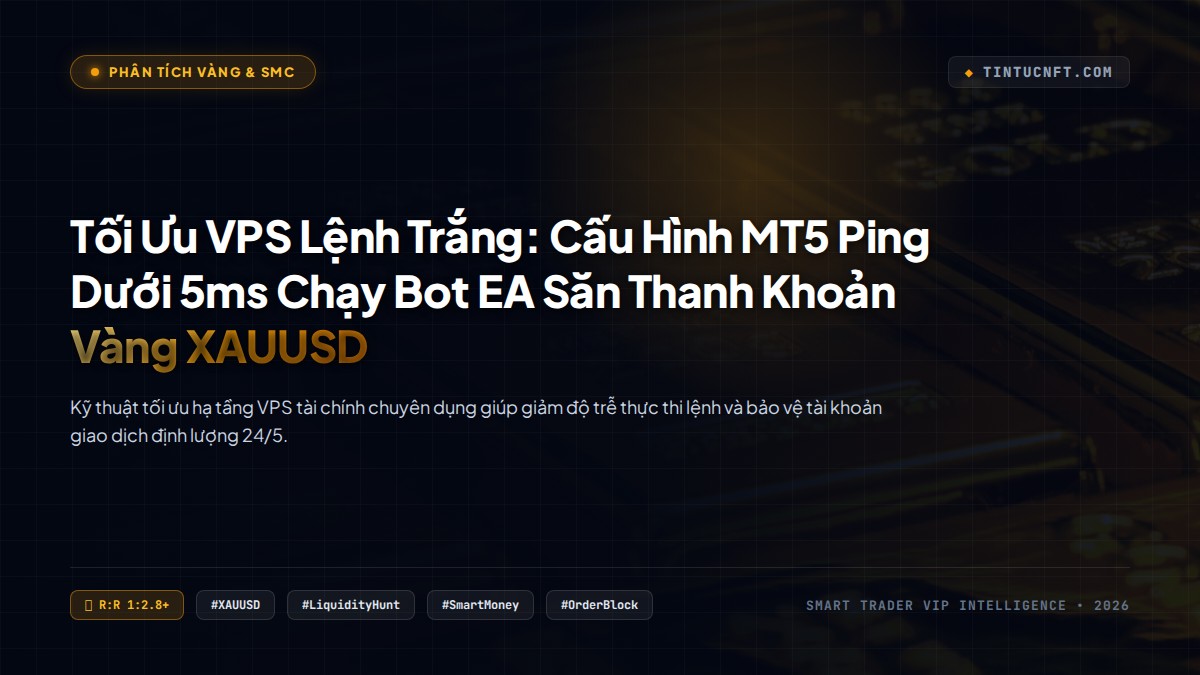 PHÂN TÍCH VÀNG & SMC
TINTUCNFT.COM
Tối Ưu VPS Lệnh Trắng: Cấu Hình MT5 Ping
Dưới 5ms Chạy Bot EA Săn Thanh Khoản
Vàng XAUUSD
Kỹ thuật tối ưu hạ tầng VPS tài chính chuyên dụng giúp giảm độ trễ thực thi lệnh và bảo vệ tài khoản
giao dịch định lượng 24/5.
R:R 1:2.8+
#XAUUSD
#LiquidityHunt
#SmartMoney
#OrderBlock
SMART TRADER VIP INTELLIGENCE • 2026